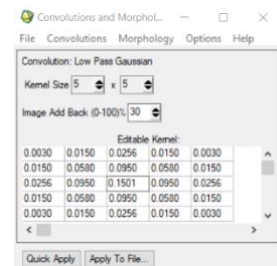 Convolutions and Morphol...
File Convolutions Morphology Options Help
Convolution: Low Pass Gaussian
Kernel Size 5 x 5
Image Add Back (0-100)% 30
Editable Kernel:
0.0030 0.0150 0.0256 0.0150 0.0030
0.0150 0.0580 0.0950 0.0580 0.0150
0.0256 0.0950 0.1501 0.0950 0.0256
0.0150 0.0580 0.0950 0.0580 0.0150
0.0030 0.0150 0.0256 0.0150 0.0030
Quick Apply Apply To File...